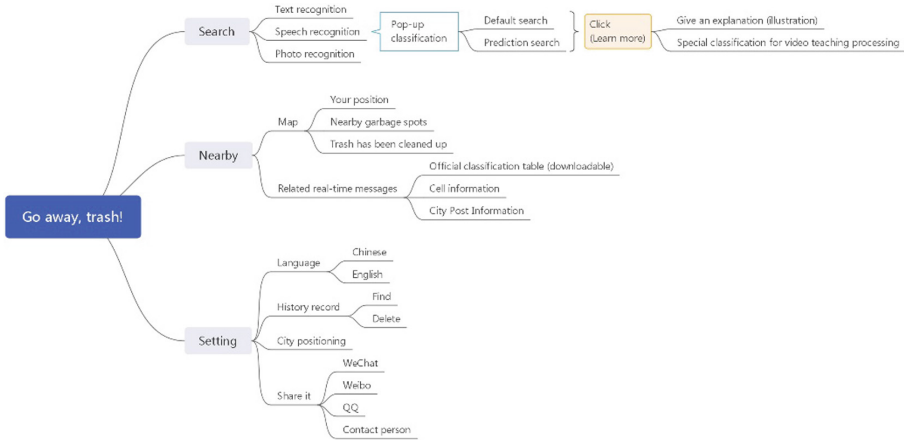 Go away, trash!
Search
Text recognition
Speech recognition
Photo recognition
Pop-up
classification
Default search
Prediction search
Click
(Learn more)
Give an explanation (illustration)
Special classification for video teaching processing
Nearby
Map
Your position
Nearby garbage spots
Trash has been cleaned up
Related real-time messages
Official classification table (downloadable)
Cell information
City Post Information
Setting
Language
Chinese
English
History record
Find
Delete
City positioning
Share it
WeChat
Weibo
QQ
Contact person